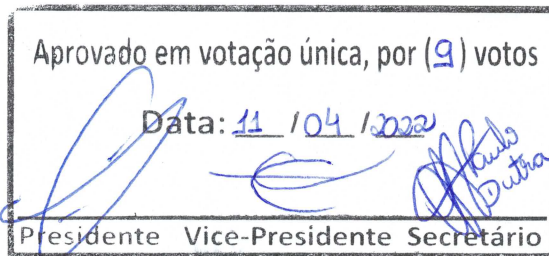 Aprovado em votação única, por (9) votos
Data: 11 / 04 / 2022
Paulo
Dutra
Presidente Vice-Presidente Secretário